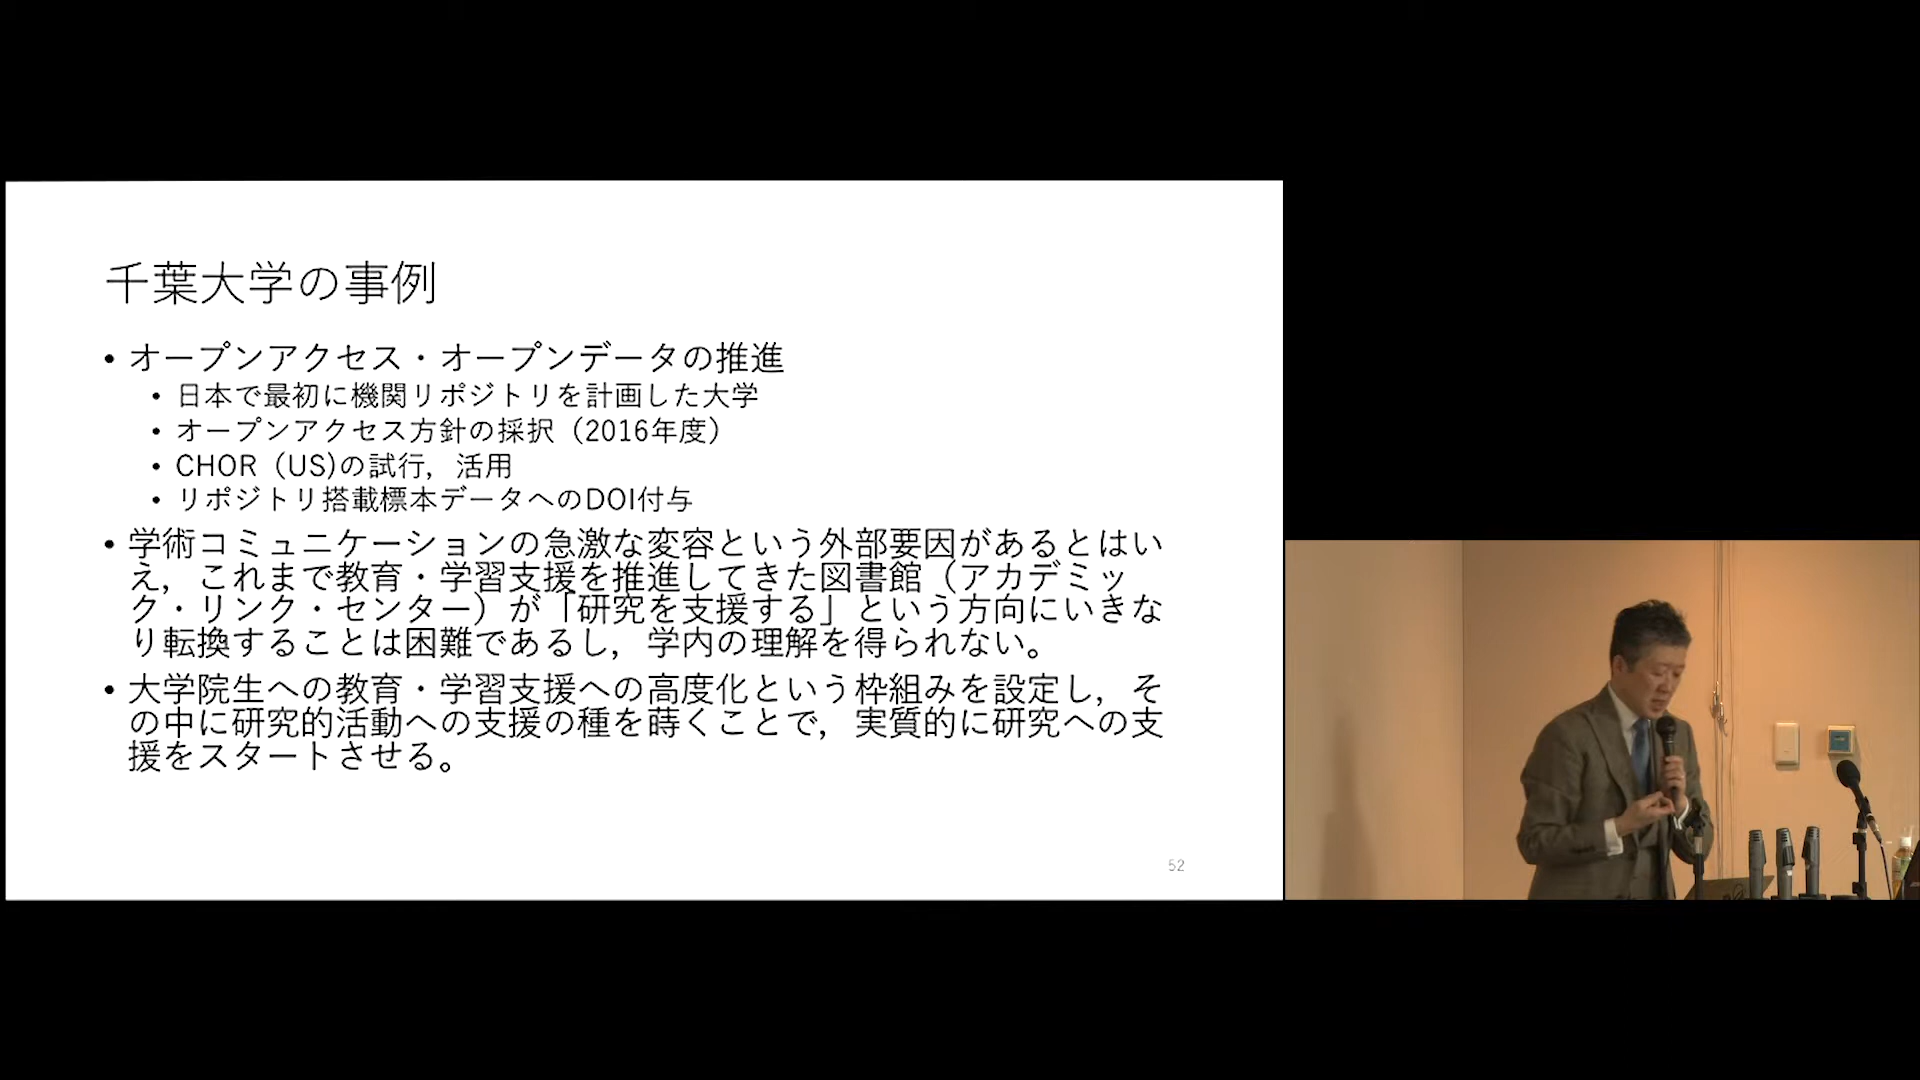 千葉大学の事例
• オープンアクセス・オープンデータの推進
• 日本で最初に機関リポジトリを計画した大学
• オープンアクセス方針の採択（2016年度）
• CHOR（US)の試行，活用
• リポジトリ搭載標本データへのDOI付与
• 学術コミュニケーションの急激な変容という外部要因があるとはい
え，これまで教育・学習支援を推進してきた図書館（アカデミッ
ク・リンク・センター）が「研究を支援する」という方向にいきな
り転換することは困難であるし，学内の理解を得られない。
• 大学院生への教育・学習支援への高度化という枠組みを設定し，そ
の中に研究的活動への支援の種を蒔くことで，実質的に研究への支
援をスタートさせる。
52